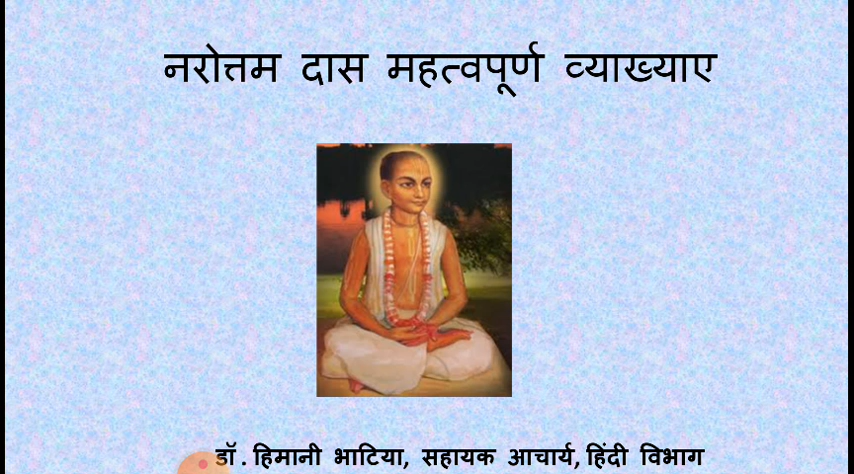 नरोत्तम दास महत्वपूर्ण व्याख्याए
डॉ . हिमानी भाटिया, सहायक आचार्य, हिंदी विभाग